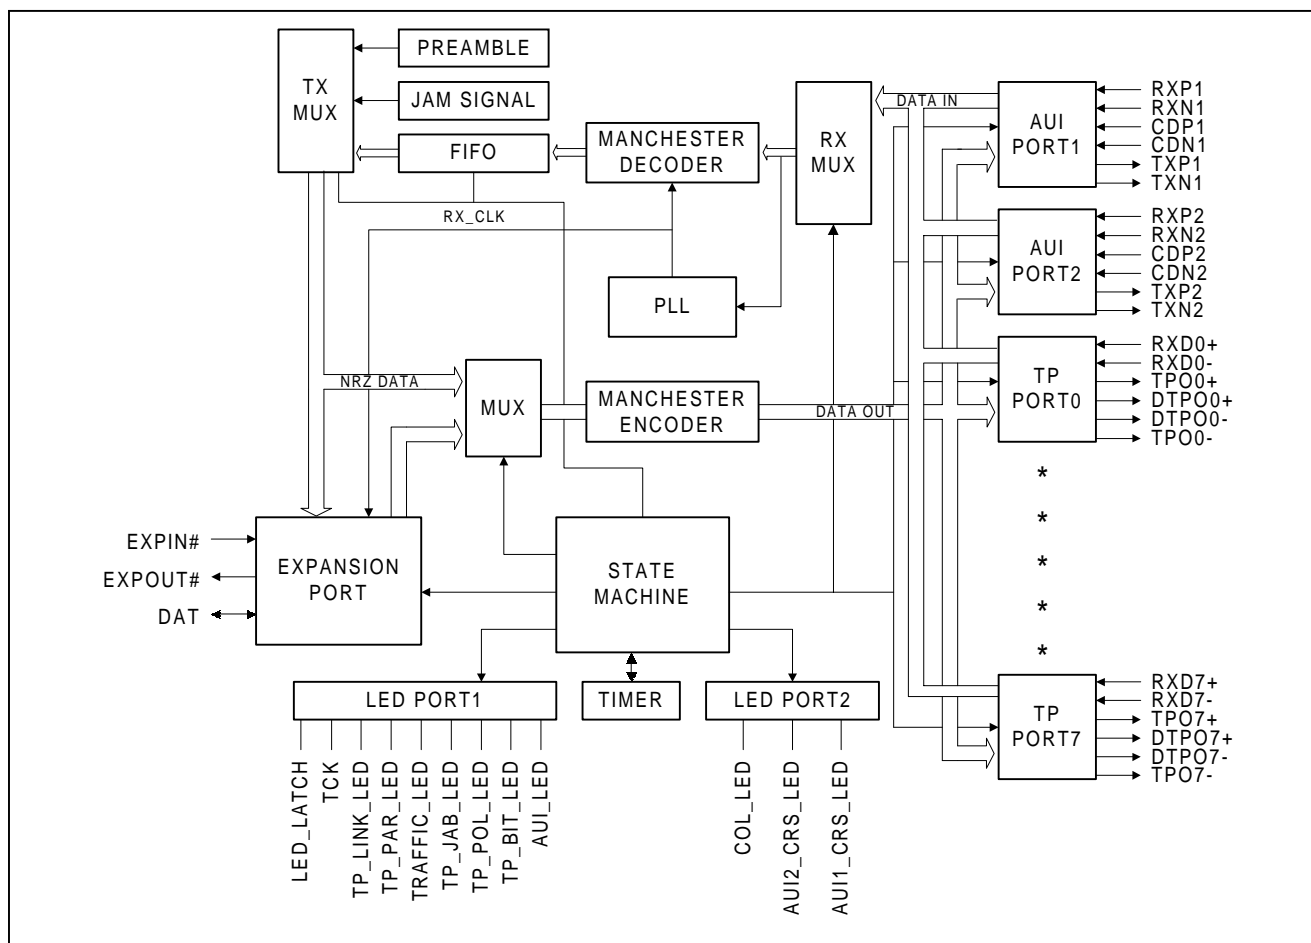 PREAMBLE
TX
MUX
JAM SIGNAL
FIFO
MANCHESTER
DECODER
RX
MUX
DATA IN
AUI
PORT1
RXP1
RXN1
CDP1
CDN1
TXP1
TXN1
RX_CLK
PLL
AUI
PORT2
RXP2
RXN2
CDP2
CDN2
TXP2
TXN2
NRZ DATA
MUX
MANCHESTER
ENCODER
DATA OUT
TP
PORT0
RXD0+
RXD0-
TPO0+
DTPO0+
DTPO0-
TPO0-
*
*
*
*
*
EXPIN#
EXPOUT#
DAT
EXPANSION
PORT
STATE
MACHINE
LED PORT1
TIMER
LED PORT2
TP
PORT7
RXD7+
RXD7-
TPO7+
DTPO7+
DTPO7-
TPO7-
LED_LATCH
TCK
TP_LINK_LED
TP_PAR_LED
TRAFFIC_LED
TP_JAB_LED
TP_POL_LED
TP_BIT_LED
AUI_LED
COL_LED
AUI2_CRS_LED
AUI1_CRS_LED